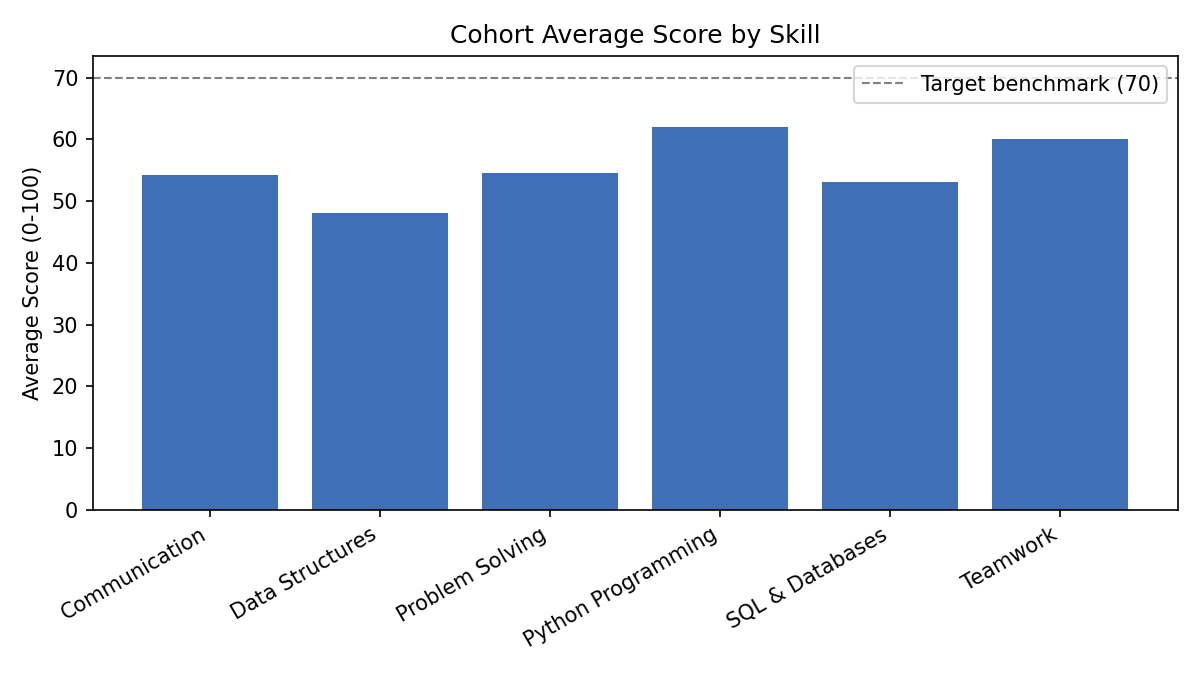 Cohort Average Score by Skill
Target benchmark (70)
Average Score (0-100)
70
60
50
40
30
20
10
0
Communication
Data Structures
Problem Solving
Python Programming
SQL & Databases
Teamwork